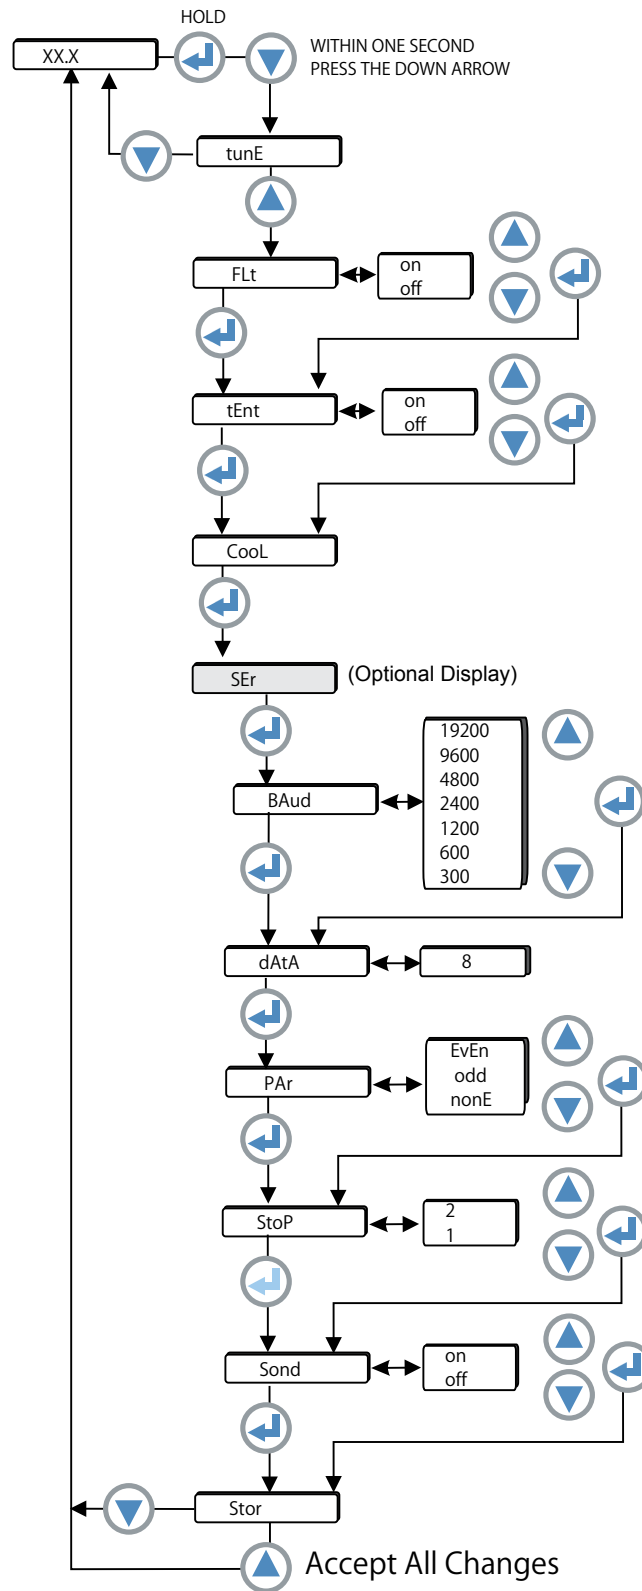 HOLD
XX.X
WITHIN ONE SECOND
PRESS THE DOWN ARROW
tunE
FLt
on
off
tEnt
on
off
CooL
SEr
(Optional Display)
19200
9600
4800
2400
1200
600
300
BAud
dAtA
8
EvEn
odd
nonE
PAr
StoP
2
1
Sond
on
off
Stor
Accept All Changes